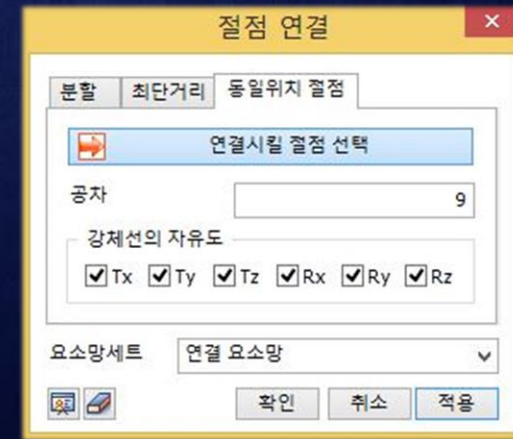 절점 연결
분할 최단거리 동일위치 절점
연결시킬 절점 선택
공차 9
강체선의 자유도
Tx Ty Tz Rx Ry Rz
요소망세트 연결 요소망
확인 취소 적용